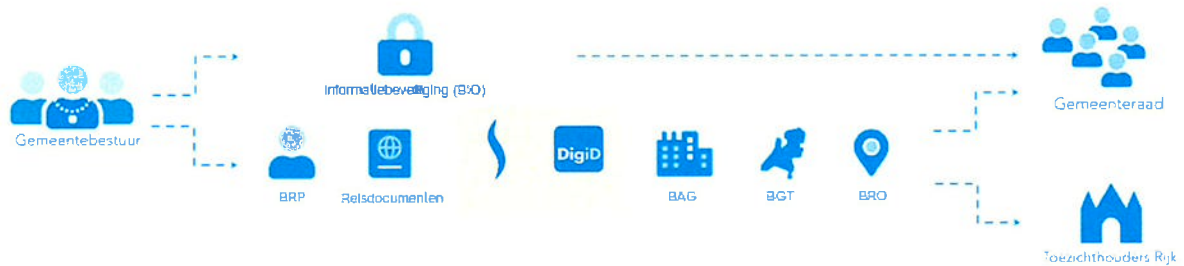 Informatiebeveiliging (BIO)
Gemeentebestuur
Gemeenteraad
DigiD
BRP
Reisdocumenten
BAG
BGT
BRO
Toezichthouders Rijk